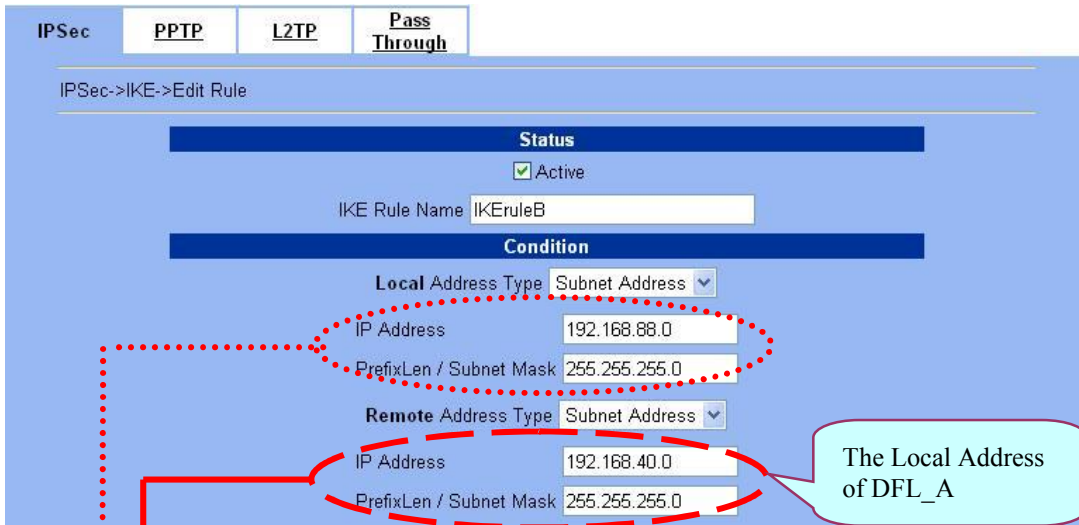 IPSec PPTP L2TP Pass Through
IPSec->IKE->Edit Rule
Status
Active
IKE Rule Name IKEruleB
Condition
Local Address Type Subnet Address
IP Address 192.168.88.0
PrefixLen / Subnet Mask 255.255.255.0
Remote Address Type Subnet Address
IP Address 192.168.40.0
PrefixLen / Subnet Mask 255.255.255.0
The Local Address
of DFL_A